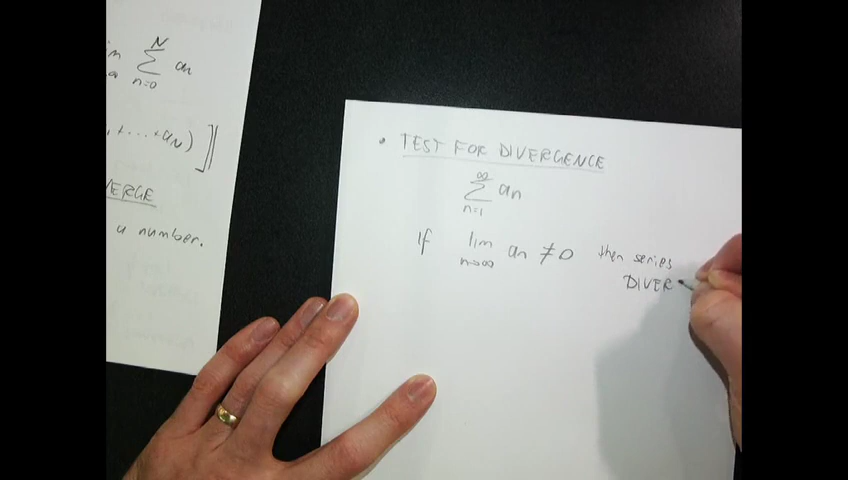 lim ∑ an
N
n=0
+...+aN)]]
VERGE
a number.
• TEST FOR DIVERGENCE
∞
∑ an
n=1
If lim an ≠ 0 then series
n→∞
DIVER